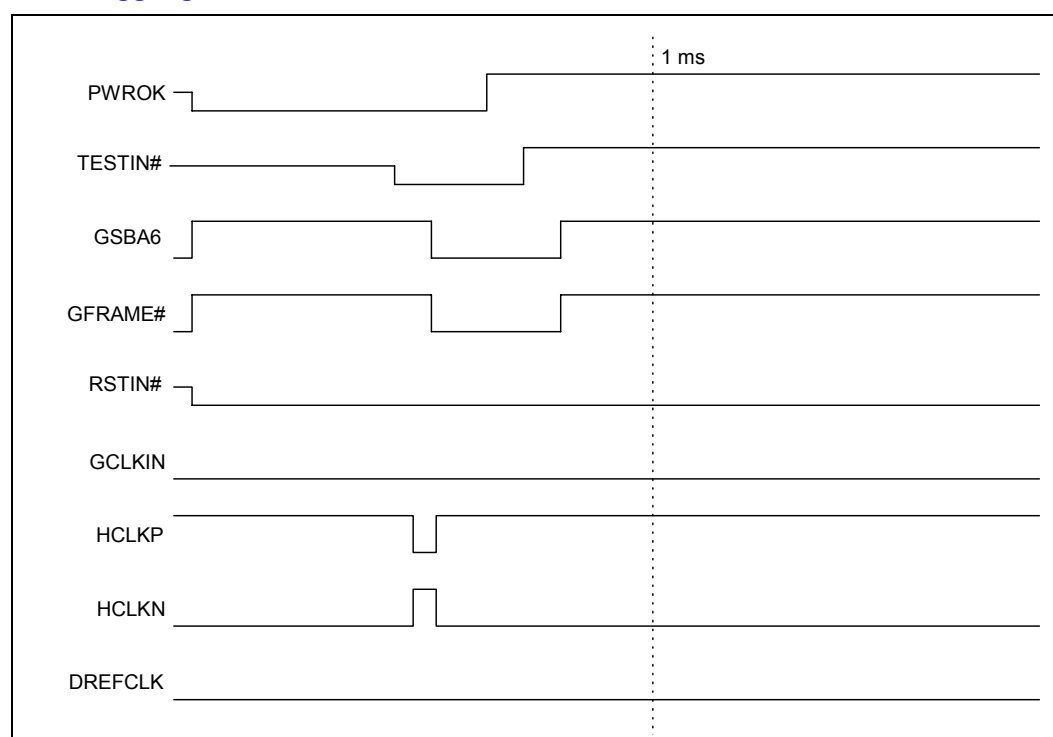 1 ms
PWROK
TESTIN#
GSBA6
GFRAME#
RSTIN#
GCLKIN
HCLKP
HCLKN
DREFCLK